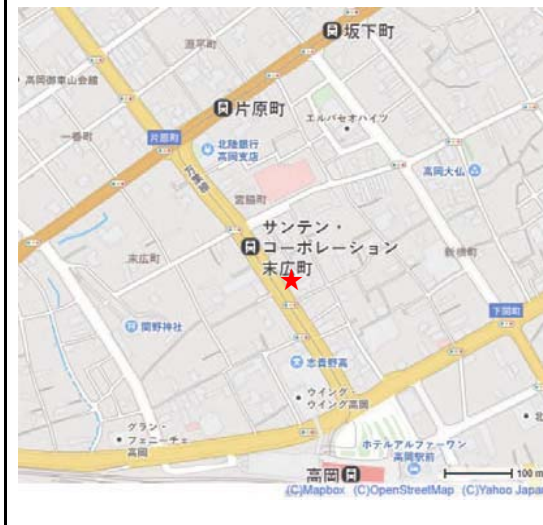 坂下町
源平町
高岡御車山会館
片原町
エルパセオハイツ
一番町
片原町
北陸銀行
高岡支店
高岡大仏
宮脇町
サンテン・
コーポレーション
末広町
末広町
新横町
下関町
関野神社
志貴野高
ウイング・
ウイング高岡
グラン・
フェニーチェ
高岡
ホテルアルファーワン
高岡駅前
北
高岡
100 m
(C)Mapbox (C)OpenStreetMap (C)Yahoo Japan